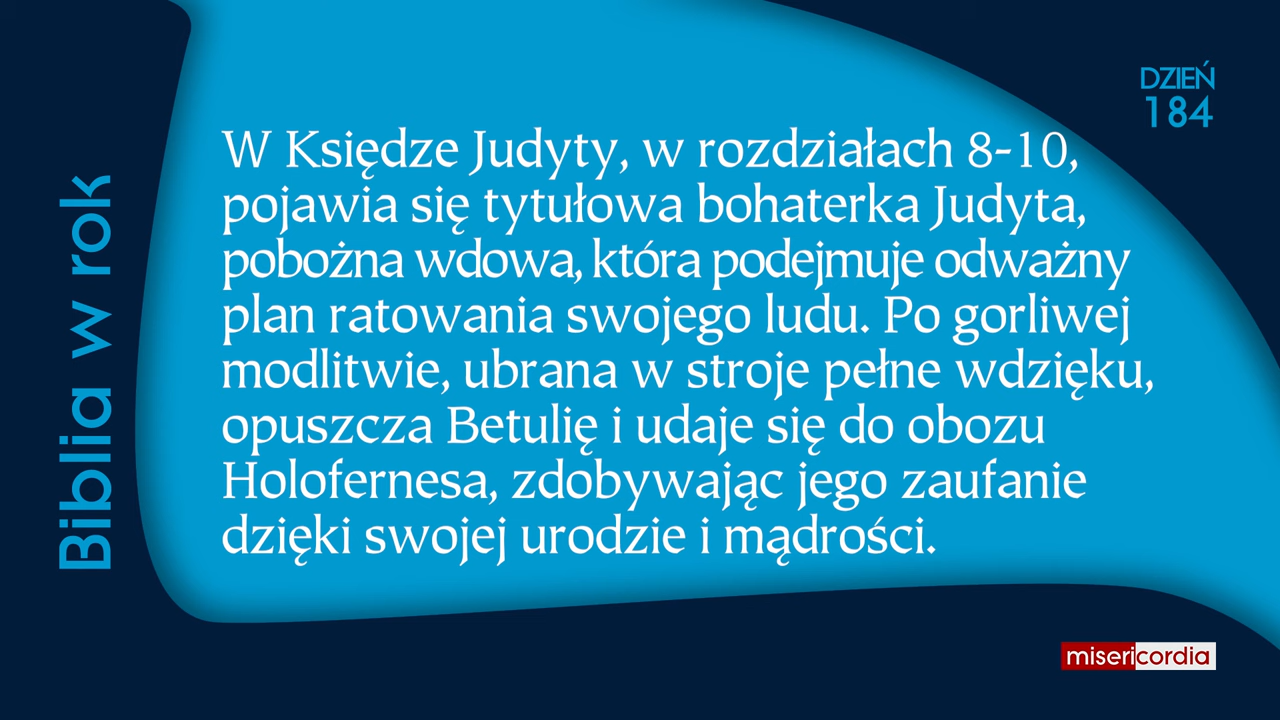 DZIEŃ
184
Biblia w rok
W Księdze Judyty, w rozdziałach 8-10,
pojawia się tytułowa bohaterka Judyta,
pobożna wdowa, która podejmuje odważny
plan ratowania swojego ludu. Po gorliwej
modlitwie, ubrana w stroje pełne wdzięku,
opuszcza Betulię i udaje się do obozu
Holofernesa, zdobywając jego zaufanie
dzięki swojej urodzie i mądrości.
misericordia